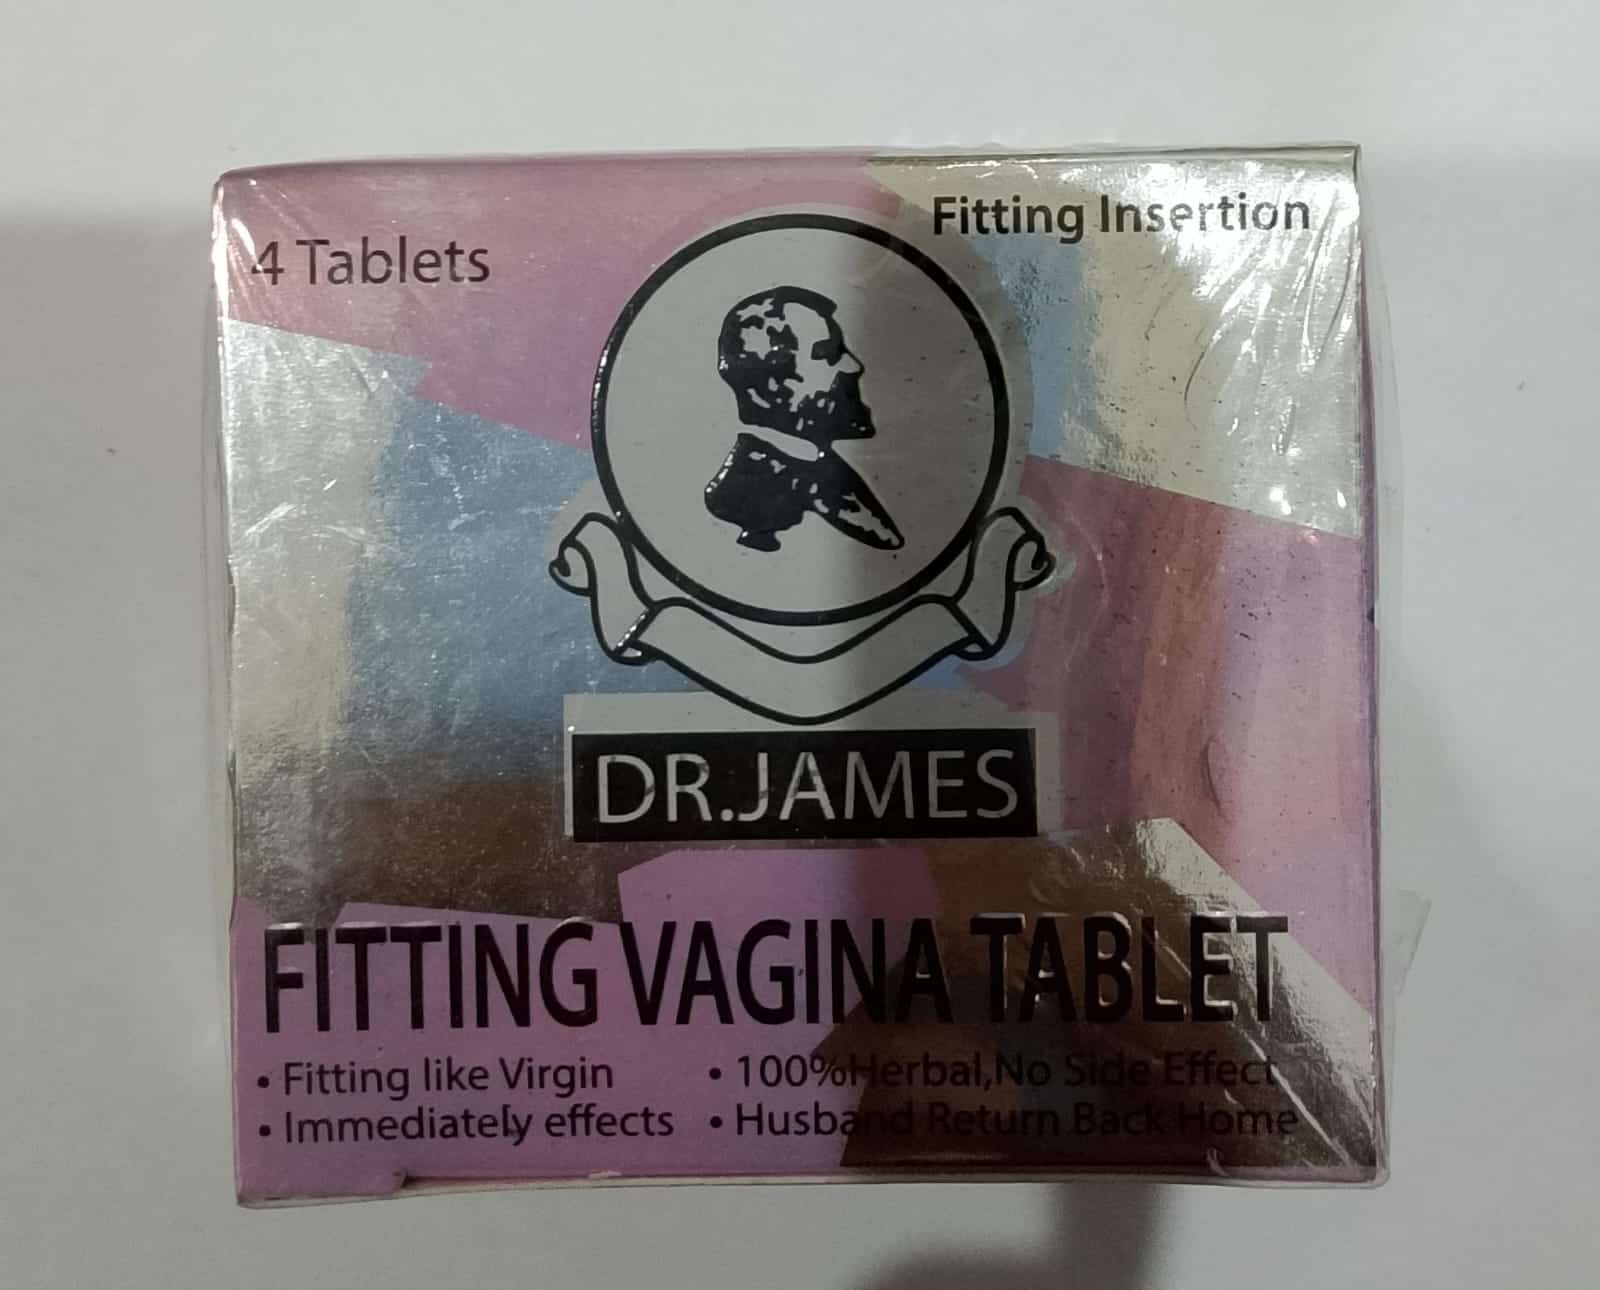 4 Tablets
Fitting Insertion
DR.JAMES
FITTING VAGINA TABLET
• Fitting like Virgin
• Immediately effects
• 100%Herbal,No Side Effect
• Husband Return Back Home